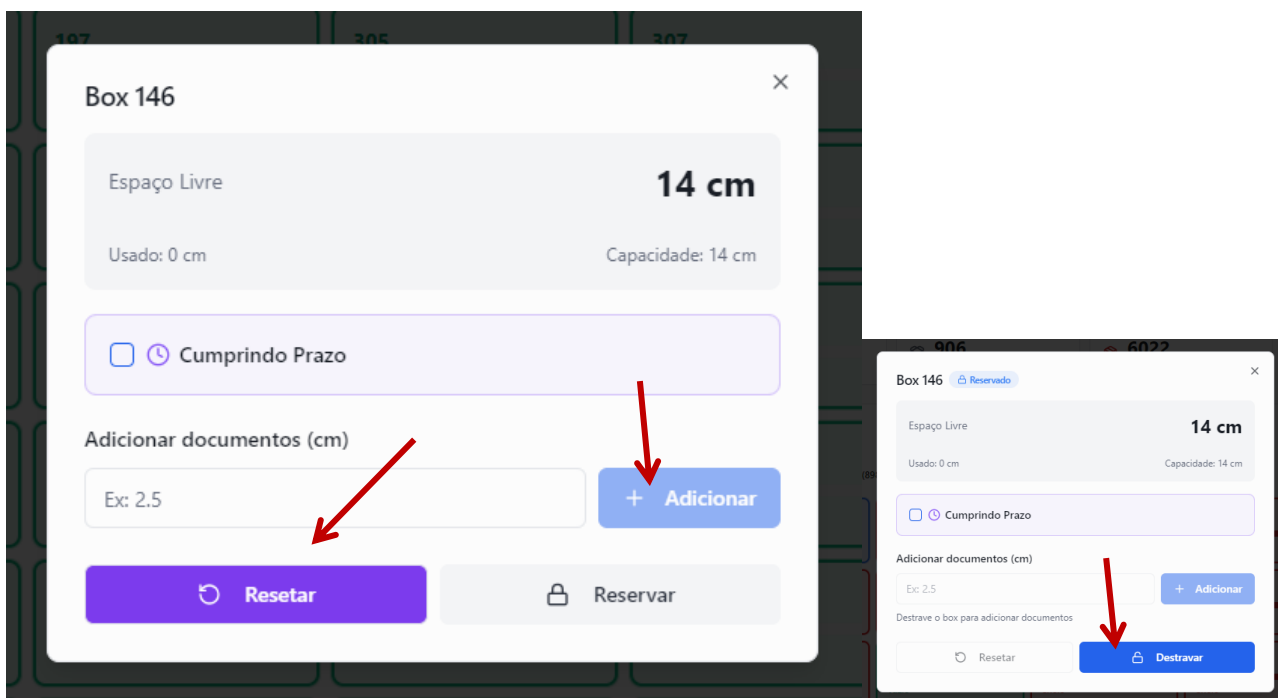 197 305 307
Box 146
Espaço Livre 14 cm
Usado: 0 cm Capacidade: 14 cm
Cumprindo Prazo
Adicionar documentos (cm)
Ex: 2.5 + Adicionar
Resetar Reservar
906 6022
Box 146 Reservado
Espaço Livre 14 cm
Usado: 0 cm Capacidade: 14 cm
Cumprindo Prazo
Adicionar documentos (cm)
Ex: 2.5 + Adicionar
Destrave o box para adicionar documentos
Resetar Destravar